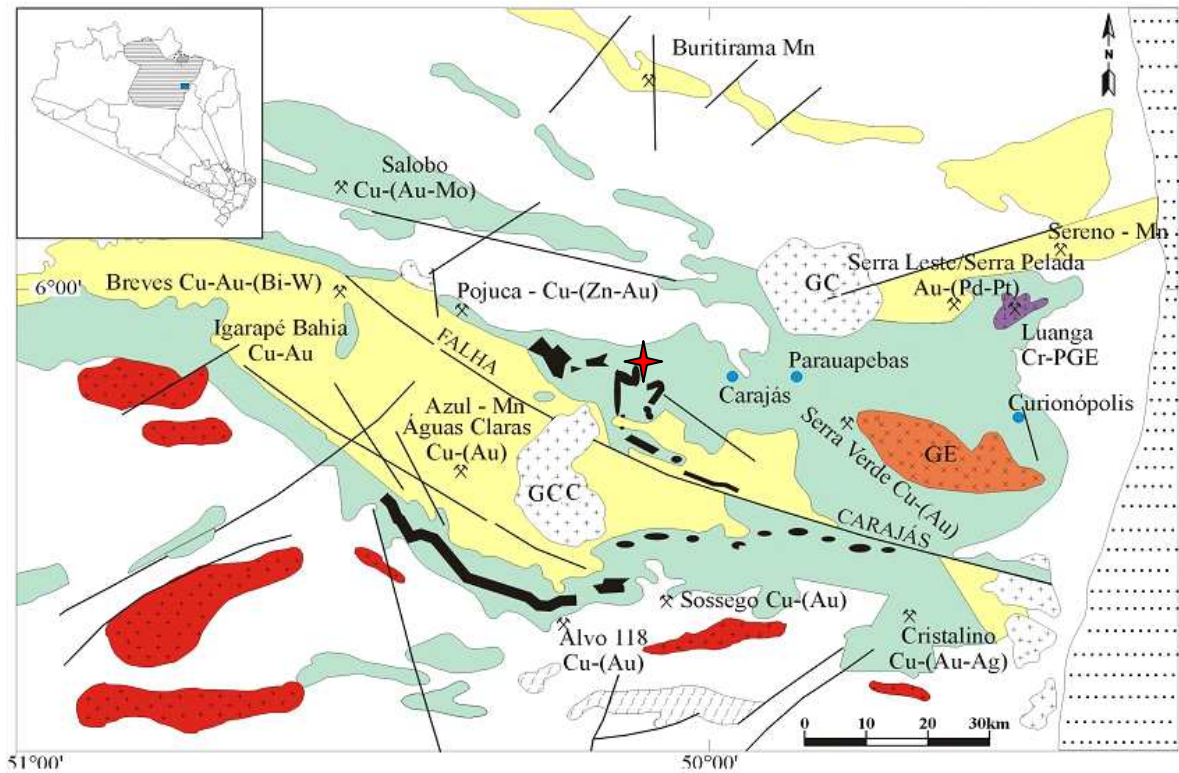 Buritirama Mn
N
Salobo
Cu-(Au-Mo)
Sereno - Mn
6°00'
Breves Cu-Au-(Bi-W)
Pojuca - Cu-(Zn-Au)
GC
Serra Leste/Serra Pelada
Au-(Pd-Pt)
Igarapé Bahia
Cu-Au
FALHA
Luanga
Cr-PGE
Parauapebas
Carajás
Curionópolis
Azul - Mn
Águas Claras
Cu-(Au)
Serra Verde Cu-(Au)
GE
GCC
CARAJÁS
Sossego Cu-(Au)
Alvo 118
Cu-(Au)
Cristalino
Cu-(Au-Ag)
0 10 20 30km
51°00'
50°00'